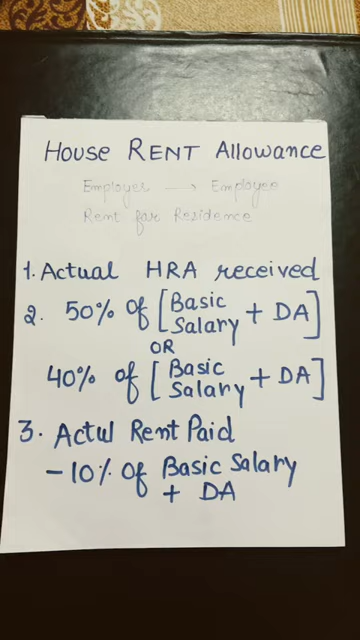 HOUSE RENT Allowance
Employer → Employee
Rent for Residence
1. Actual HRA received
2. 50% of [Basic Salary + DA]
OR
40% of [Basic Salary + DA]
3. Actul Rent Paid
- 10% of Basic Salary
+ DA